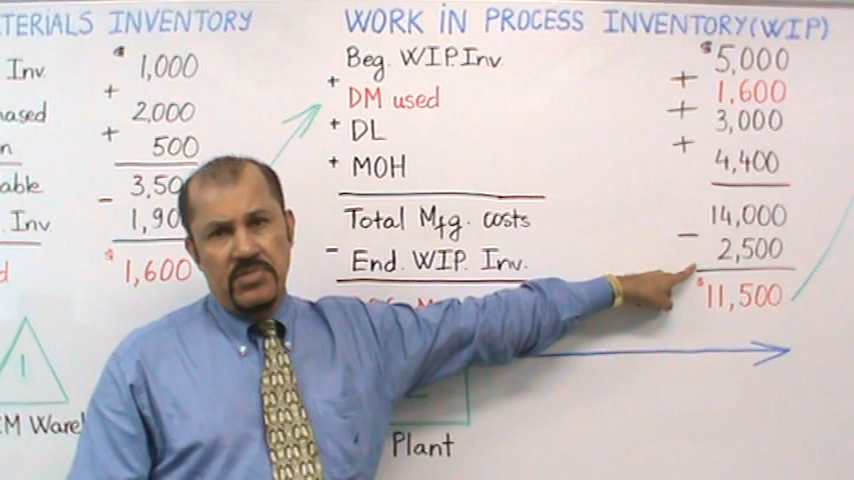 TERIALS INVENTORY
Inv. $ 1,000
+
hased 2,000
+
n 500
able 3,50
- Inv. 1,90
d $ 1,600
1
M Ware
WORK IN PROCESS INVENTORY(WIP)
Beg. WIP. Inv. $ 5,000
+ DM used + 1,600
+ DL + 3,000
+ MOH + 4,400
Total Mfg. costs 14,000
- End. WIP. Inv. - 2,500
$ 11,500
Plant